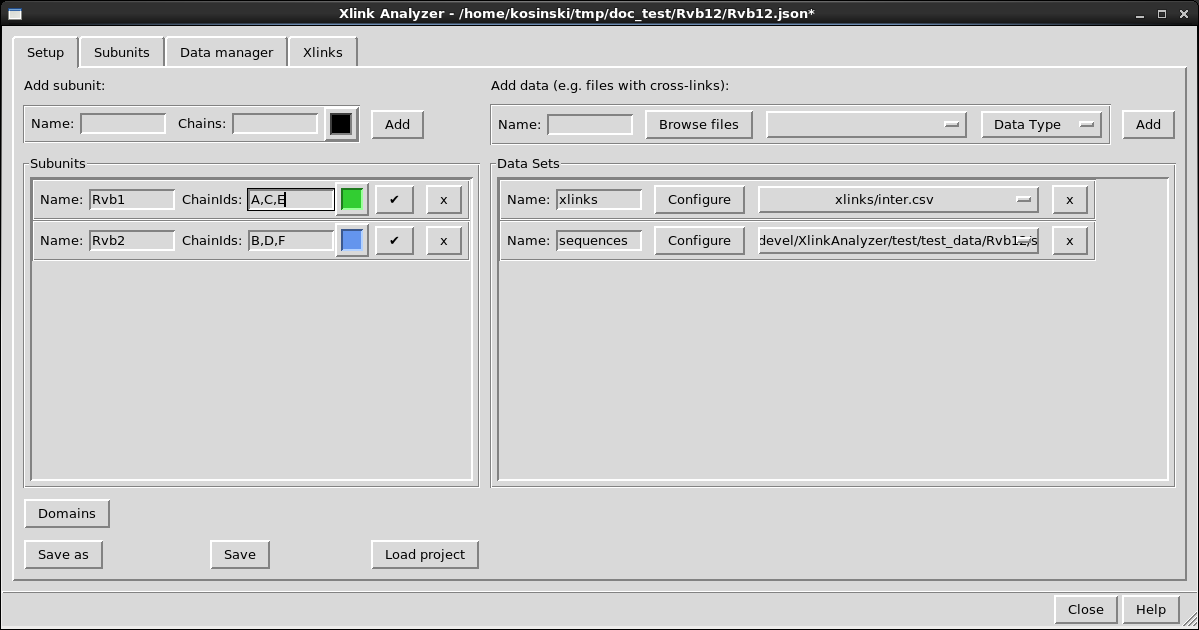 Xlink Analyzer - /home/kosinski/tmp/doc_test/Rvb12/Rvb12.json*
Setup Subunits Data manager Xlinks
Add subunit: Add data (e.g. files with cross-links):
Name: Chains: Add Name: Browse files Data Type Add
Subunits Data Sets
Name: Rvb1 ChainIds: A,C,E ✔ x Name: xlinks Configure xlinks/inter.csv x
Name: Rvb2 ChainIds: B,D,F ✔ x Name: sequences Configure devel/XlinkAnalyzer/test/test_data/Rvb12/s x
Domains
Save as Save Load project
Close Help